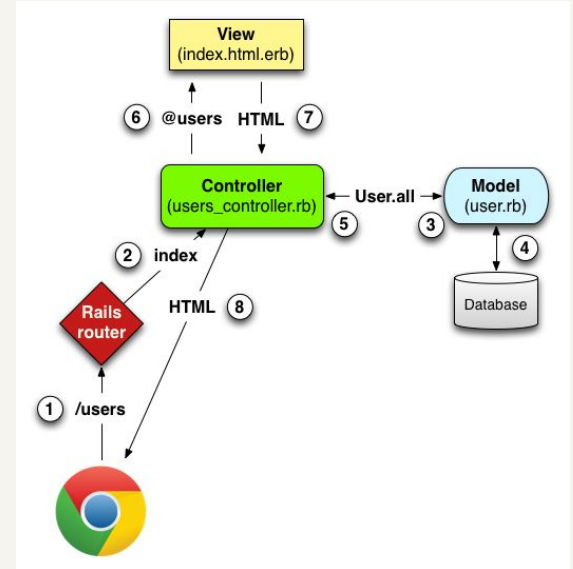 View
(index.html.erb)
6 @users HTML 7
Controller
(users_controller.rb)
User.all
Model
(user.rb)
5
3
4
2 index
Database
HTML 8
Rails
router
1 /users